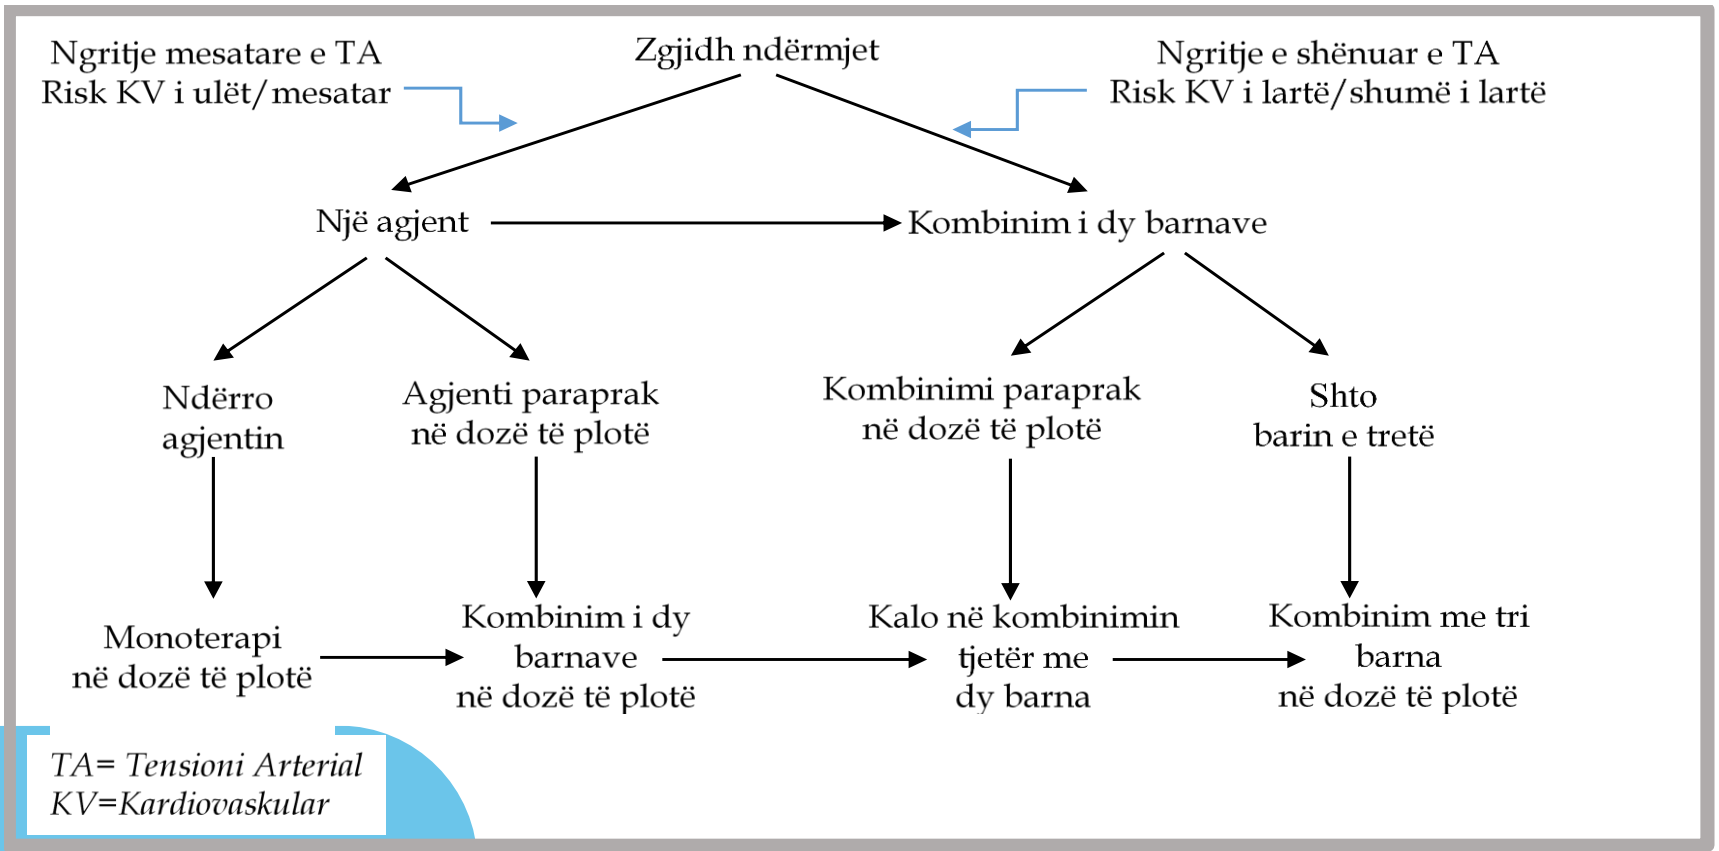 Ngritje mesatare e TA
Risk KV i ulët/mesatar
Zgjidh ndërmjet
Ngritje e shënuar e TA
Risk KV i lartë/shumë i lartë
Një agjent
Kombinim i dy barnave
Ndërro
agjentin
Agjenti paraprak
në dozë të plotë
Kombinimi paraprak
në dozë të plotë
Shto
barin e tretë
Monoterapi
në dozë të plotë
Kombinim i dy
barnave
në dozë të plotë
Kalo në kombinimin
tjetër me
dy barna
Kombinim me tri
barna
në dozë të plotë
TA= Tensioni Arterial
KV=Kardiovaskular